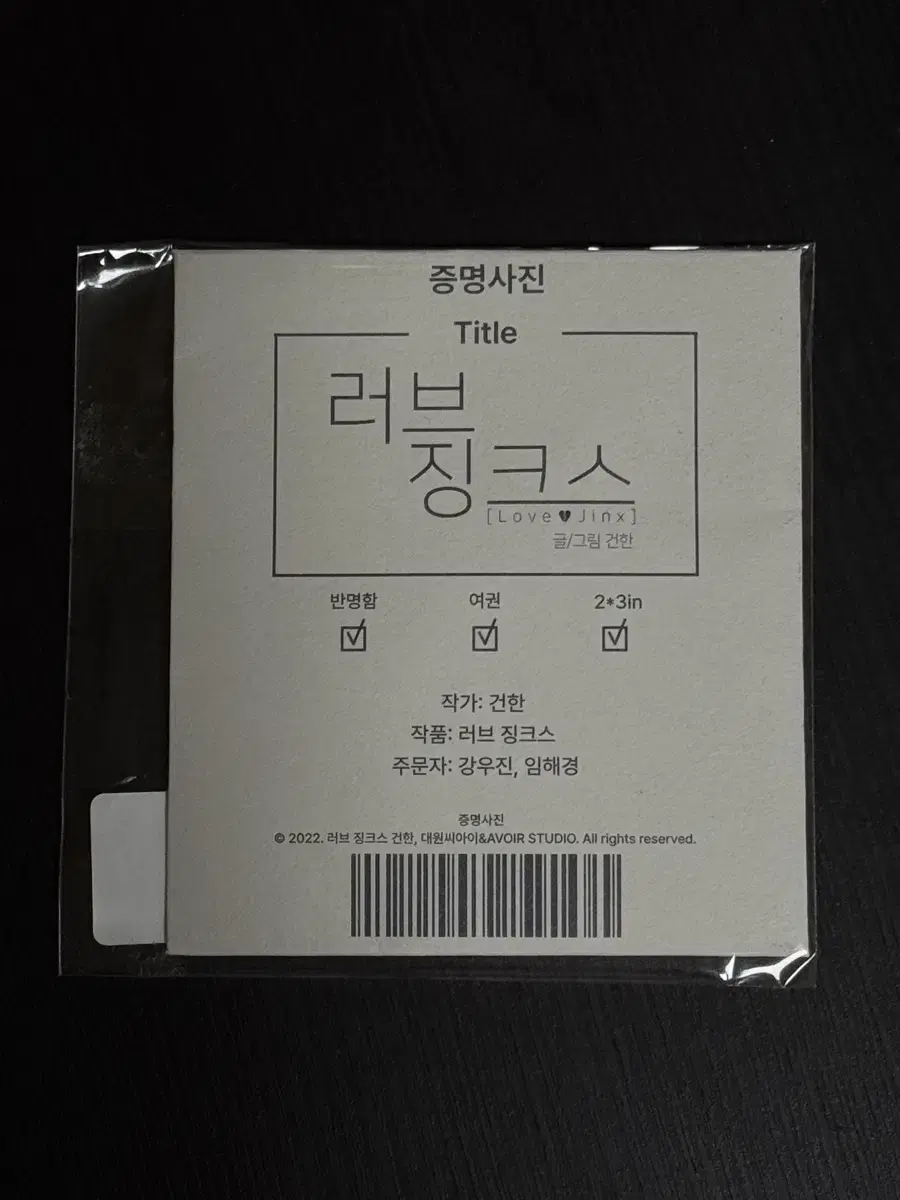 증명사진
Title
러브
징크스
[Love💔Jinx]
글/그림 건한
반명함 여권 2*3in
작가: 건한
작품: 러브 징크스
주문자: 강우진, 임해경
증명사진
© 2022. 러브 징크스 건한, 대원씨아이&AVOIR STUDIO. All rights reserved.